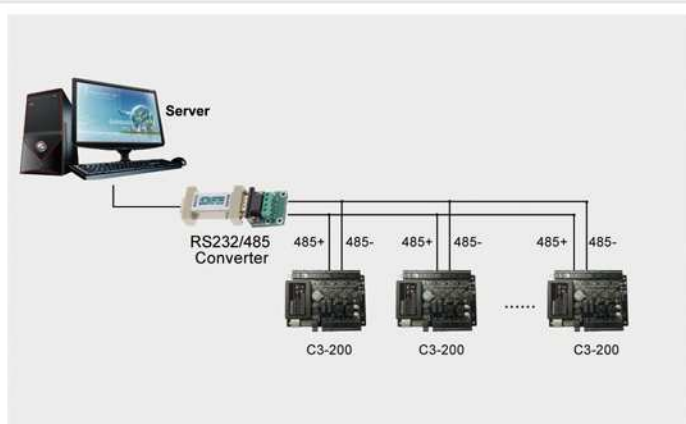 Server
RS232/485
Converter
485+ 485- 485+ 485- 485+ 485-
......
C3-200 C3-200 C3-200